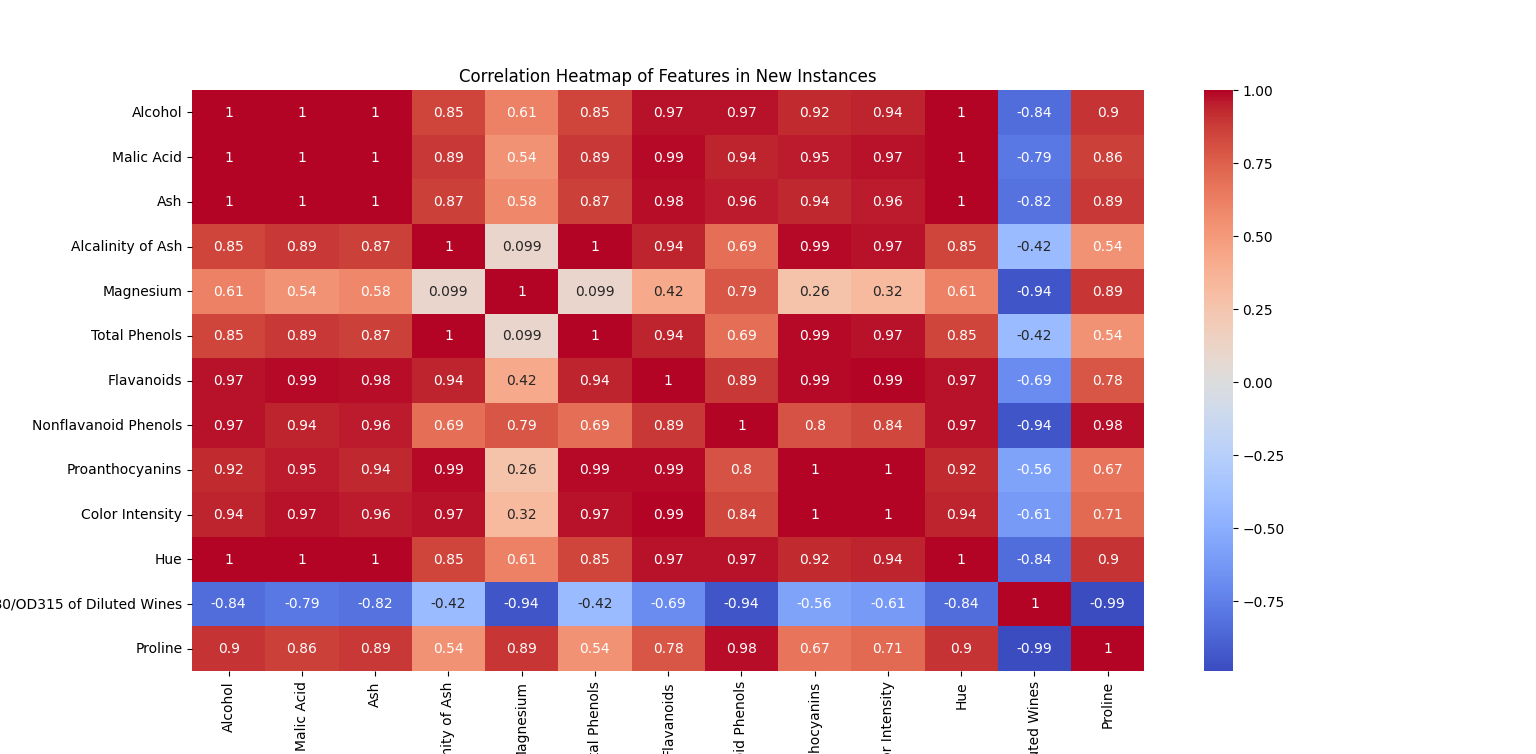 Correlation Heatmap of Features in New Instances
Alcohol 1 1 1 0.85 0.61 0.85 0.97 0.97 0.92 0.94 1 -0.84 0.9
Malic Acid 1 1 1 0.89 0.54 0.89 0.99 0.94 0.95 0.97 1 -0.79 0.86
Ash 1 1 1 0.87 0.58 0.87 0.98 0.96 0.94 0.96 1 -0.82 0.89
Alcalinity of Ash 0.85 0.89 0.87 1 0.099 1 0.94 0.69 0.99 0.97 0.85 -0.42 0.54
Magnesium 0.61 0.54 0.58 0.099 1 0.099 0.42 0.79 0.26 0.32 0.61 -0.94 0.89
Total Phenols 0.85 0.89 0.87 1 0.099 1 0.94 0.69 0.99 0.97 0.85 -0.42 0.54
Flavanoids 0.97 0.99 0.98 0.94 0.42 0.94 1 0.89 0.99 0.99 0.97 -0.69 0.78
Nonflavanoid Phenols 0.97 0.94 0.96 0.69 0.79 0.69 0.89 1 0.8 0.84 0.97 -0.94 0.98
Proanthocyanins 0.92 0.95 0.94 0.99 0.26 0.99 0.99 0.8 1 1 0.92 -0.56 0.67
Color Intensity 0.94 0.97 0.96 0.97 0.32 0.97 0.99 0.84 1 1 0.94 -0.61 0.71
Hue 1 1 1 0.85 0.61 0.85 0.97 0.97 0.92 0.94 1 -0.84 0.9
80/OD315 of Diluted Wines -0.84 -0.79 -0.82 -0.42 -0.94 -0.42 -0.69 -0.94 -0.56 -0.61 -0.84 1 -0.99
Proline 0.9 0.86 0.89 0.54 0.89 0.54 0.78 0.98 0.67 0.71 0.9 -0.99 1
Alcohol
Malic Acid
Ash
nity of Ash
Magnesium
tal Phenols
Flavanoids
id Phenols
hocyanins
r Intensity
Hue
uted Wines
Proline
1.00
0.75
0.50
0.25
0.00
−0.25
−0.50
−0.75